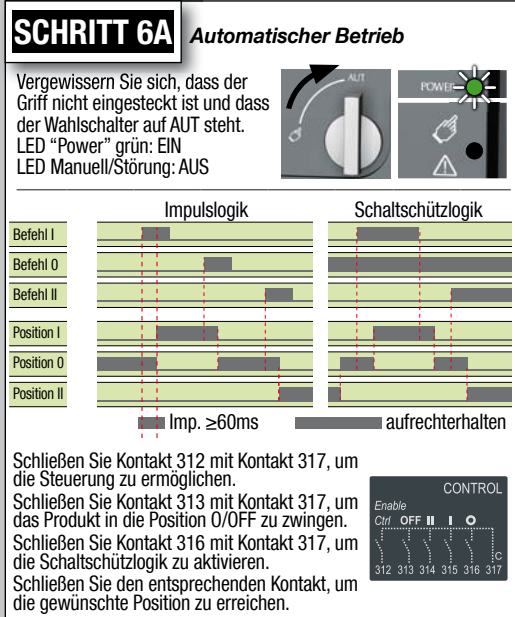 SCHRITT 6A Automatischer Betrieb
Vergewissern Sie sich, dass der
Griff nicht eingesteckt ist und dass
der Wahlschalter auf AUT steht.
LED “Power” grün: EIN
LED Manuell/Störung: AUS
AUT
POWER
Impulslogik Schaltschützlogik
Befehl I
Befehl 0
Befehl II
Position I
Position 0
Position II
Imp. ≥60ms aufrechterhalten
Schließen Sie Kontakt 312 mit Kontakt 317, um
die Steuerung zu ermöglichen.
Schließen Sie Kontakt 313 mit Kontakt 317, um
das Produkt in die Position 0/OFF zu zwingen.
Schließen Sie Kontakt 316 mit Kontakt 317, um
die Schaltschützlogik zu aktivieren.
Schließen Sie den entsprechenden Kontakt, um
die gewünschte Position zu erreichen.
CONTROL
Enable
Ctrl OFF II I O
C
312 313 314 315 316 317